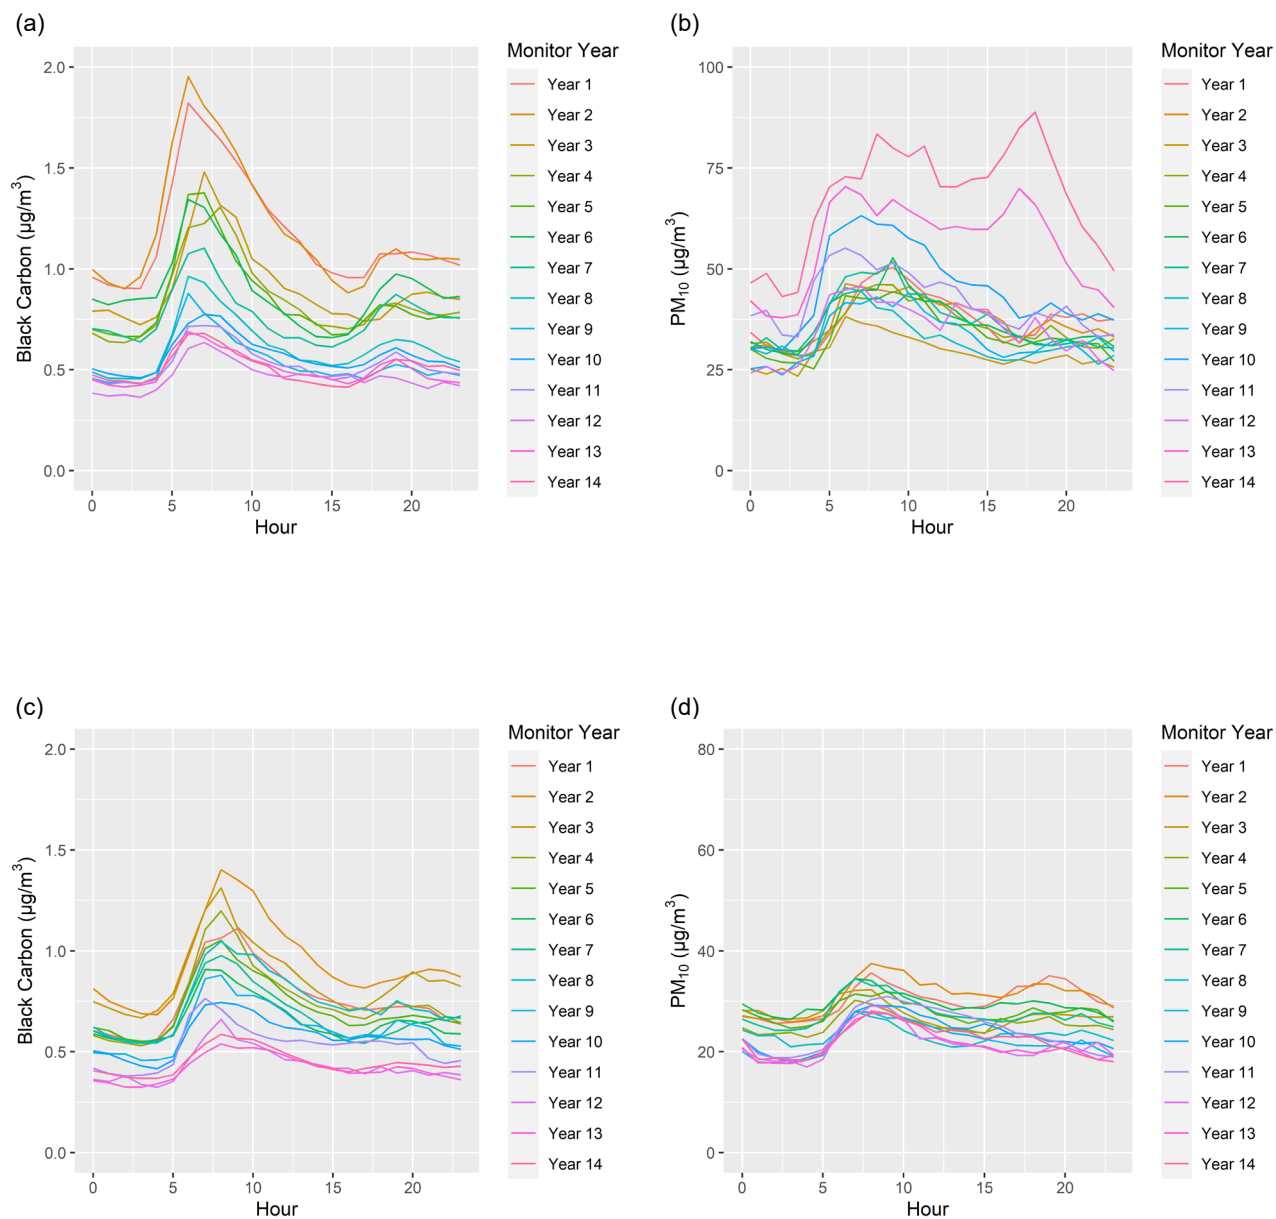 (a)
Black Carbon (μg/m³)
2.0
1.5
1.0
0.5
0.0
0 5 10 15 20
Hour
Monitor Year
Year 1
Year 2
Year 3
Year 4
Year 5
Year 6
Year 7
Year 8
Year 9
Year 10
Year 11
Year 12
Year 13
Year 14
(b)
PM₁₀ (μg/m³)
100
75
50
25
0
0 5 10 15 20
Hour
Monitor Year
Year 1
Year 2
Year 3
Year 4
Year 5
Year 6
Year 7
Year 8
Year 9
Year 10
Year 11
Year 12
Year 13
Year 14
(c)
Black Carbon (μg/m³)
2.0
1.5
1.0
0.5
0.0
0 5 10 15 20
Hour
Monitor Year
Year 1
Year 2
Year 3
Year 4
Year 5
Year 6
Year 7
Year 8
Year 9
Year 10
Year 11
Year 12
Year 13
Year 14
(d)
PM₁₀ (μg/m³)
80
60
40
20
0
0 5 10 15 20
Hour
Monitor Year
Year 1
Year 2
Year 3
Year 4
Year 5
Year 6
Year 7
Year 8
Year 9
Year 10
Year 11
Year 12
Year 13
Year 14